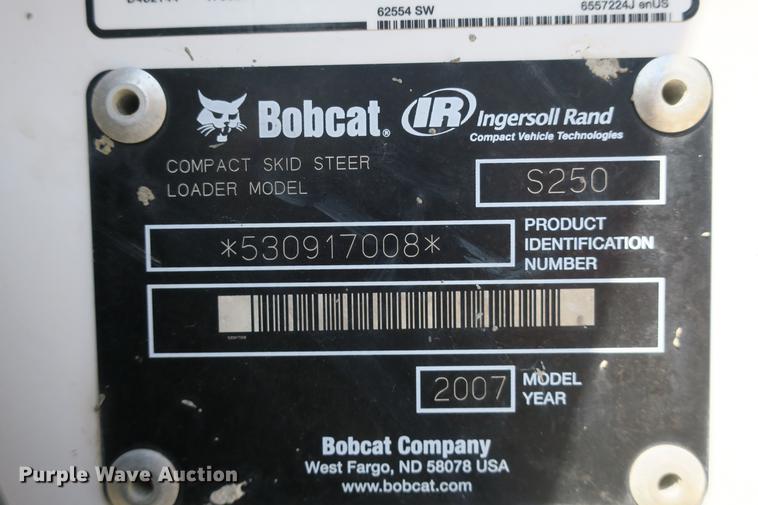 62554 SW
6557224J enUS
Bobcat®
IR Ingersoll Rand
Compact Vehicle Technologies
COMPACT SKID STEER
LOADER MODEL
S250
*530917008*
PRODUCT
IDENTIFICATION
NUMBER
2007
MODEL
YEAR
Bobcat Company
West Fargo, ND 58078 USA
www.bobcat.com
Purple Wave Auction